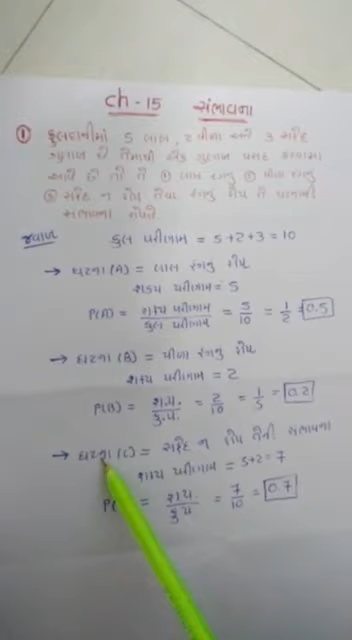 ch - 15 સંભાવના
① ફુલદાનીમાં 5 લાલ, 2 પીળા અને 3 સફેદ
ગુલાબ છે તેમાંથી એક ગુલાબ પસંદ કરવામાં
આવે છે તો તે ① લાલ રંગનુ ② પીળા રંગનુ
③ સફેદ ન હોય તેવા રંગનુ હોય તે ઘટનાની
સંભાવના શોધો
જવાબ કુલ પરીણામ = 5+2+3 = 10
→ ઘટના (A) = લાલ રંગનુ હોય
શક્ય પરીણામ = 5
P(A) = શક્ય પરીણામ / કુલ પરીણામ = 5/10 = 1/2 = 0.5
→ ઘટના (B) = પીળા રંગનુ હોય
શક્ય પરીણામ = 2
P(B) = શ.પ. / કુ.પ. = 2/10 = 1/5 = 0.2
→ ઘટના (C) = સફેદ ન હોય તેની સંભાવના
શક્ય પરીણામ = 5+2 = 7
P( = શ.પ. / કુ.પ = 7/10 = 0.7